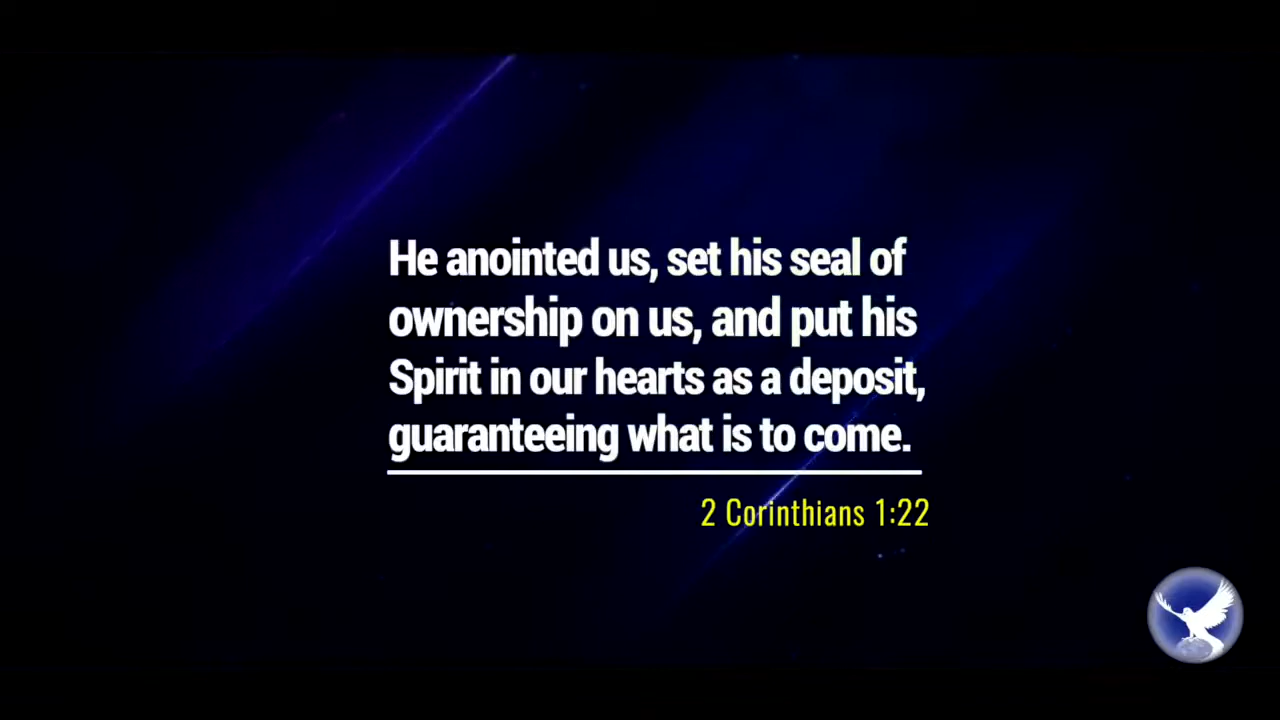 He anointed us, set his seal of
ownership on us, and put his
Spirit in our hearts as a deposit,
guaranteeing what is to come.
2 Corinthians 1:22